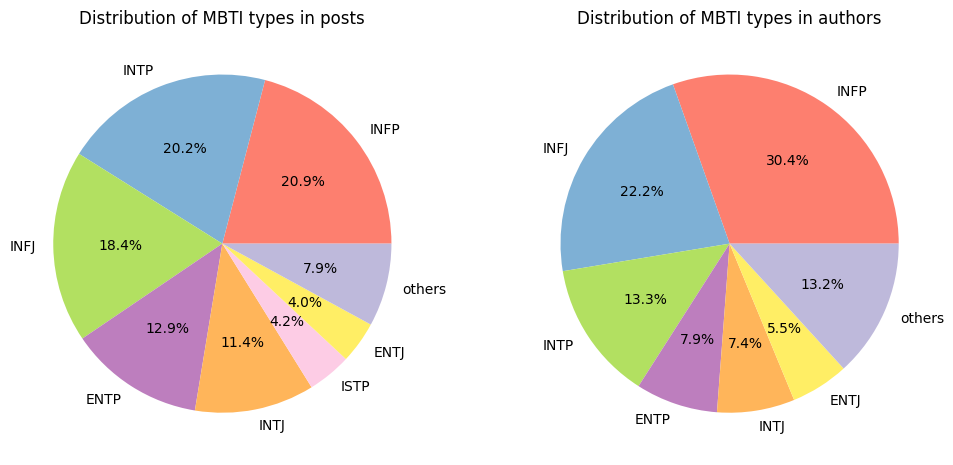 Distribution of MBTI types in posts
INFP
20.9%
INTP
20.2%
INFJ
18.4%
ENTP
12.9%
INTJ
11.4%
ISTP
4.2%
ENTJ
4.0%
others
7.9%
Distribution of MBTI types in authors
INFP
30.4%
INFJ
22.2%
INTP
13.3%
ENTP
7.9%
INTJ
7.4%
ENTJ
5.5%
others
13.2%